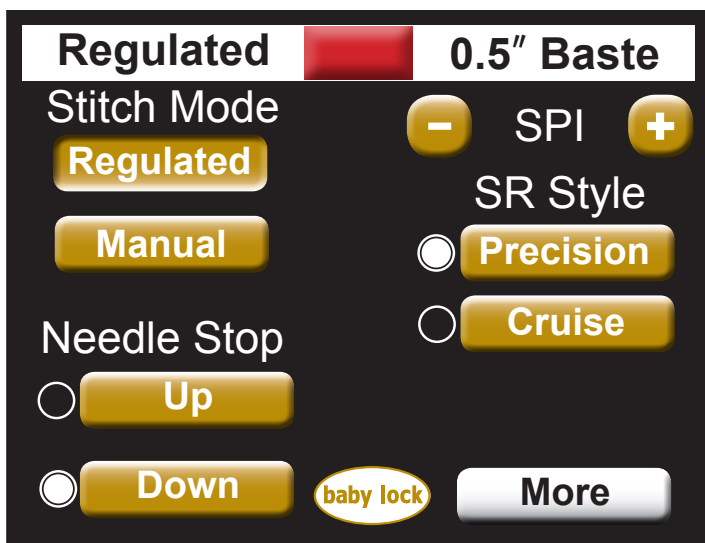 Regulated 0.5″ Baste
Stitch Mode
- SPI +
Regulated
SR Style
Manual
Precision
Cruise
Needle Stop
Up
Down
baby lock
More